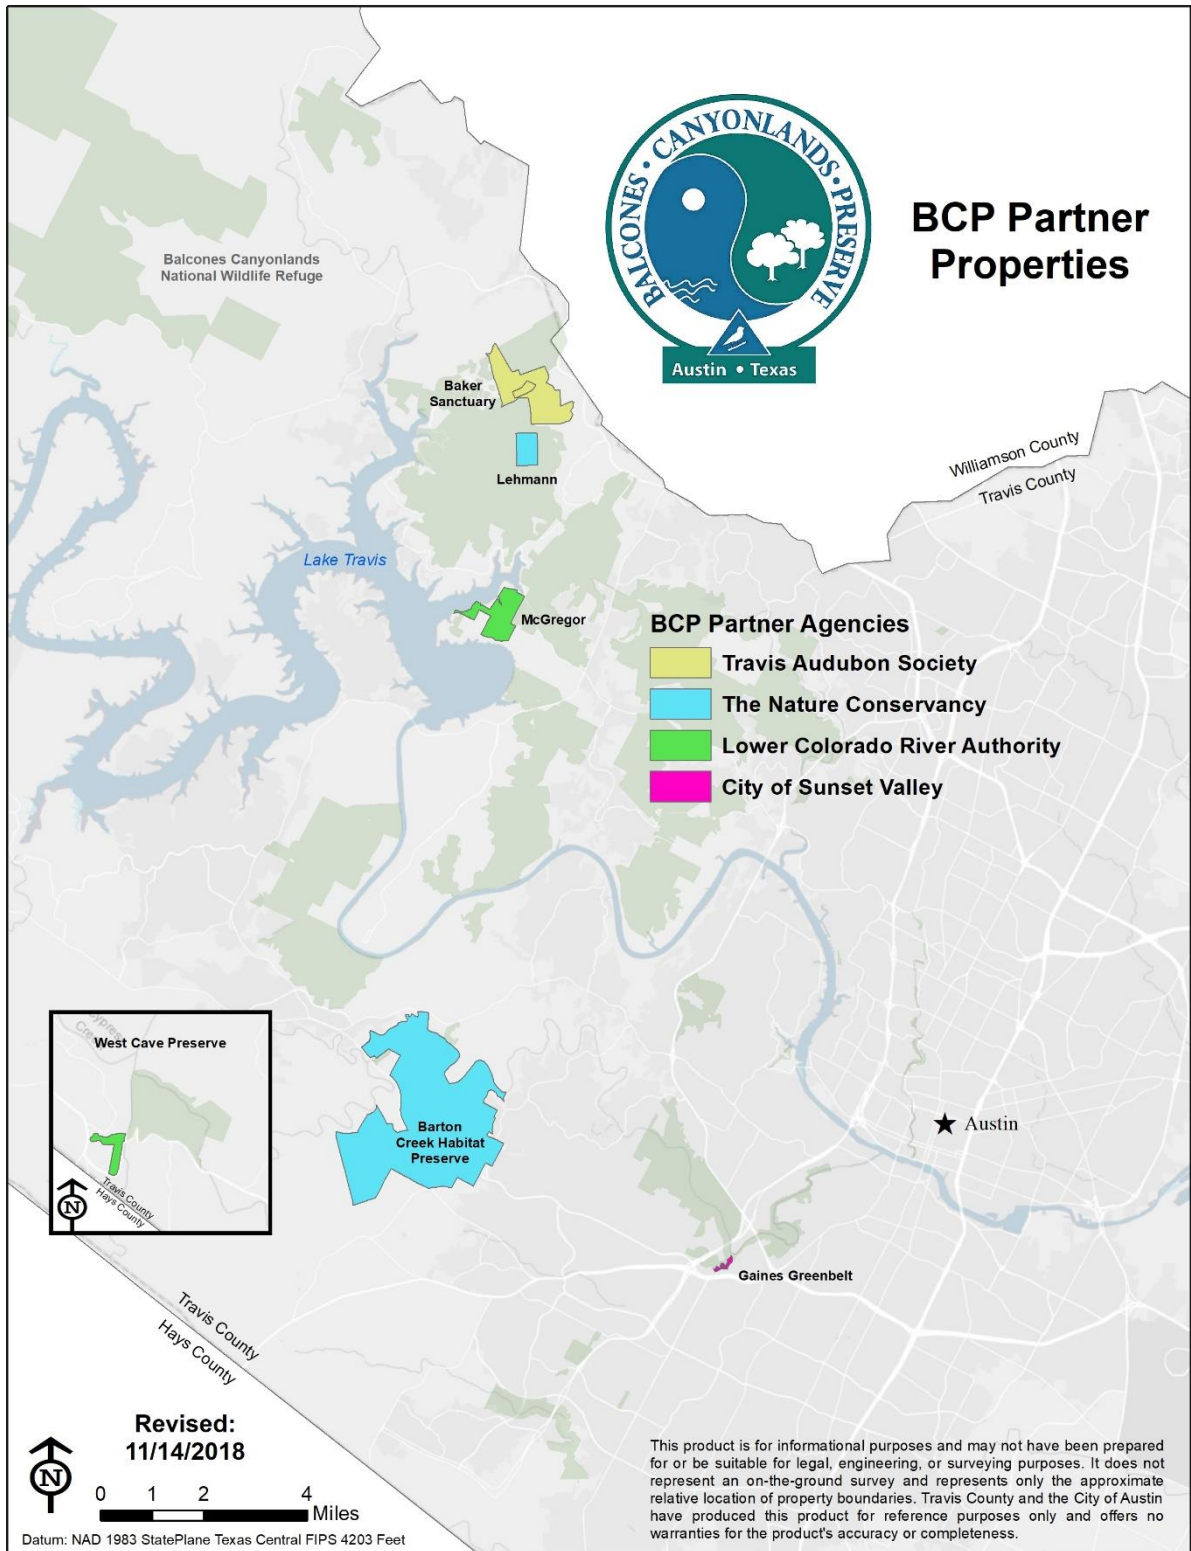 BALCONES • CANYONLANDS • PRESERVE
Austin • Texas
BCP Partner
Properties
Balcones Canyonlands
National Wildlife Refuge
Baker
Sanctuary
Lehmann
Williamson County
Travis County
Lake Travis
McGregor
BCP Partner Agencies
Travis Audubon Society
The Nature Conservancy
Lower Colorado River Authority
City of Sunset Valley
Cypress
Creek
West Cave Preserve
Travis County
Hays County
N
Barton
Creek Habitat
Preserve
Austin
Gaines Greenbelt
Travis County
Hays County
Revised:
11/14/2018
N
0 1 2 4
Miles
Datum: NAD 1983 StatePlane Texas Central FIPS 4203 Feet
This product is for informational purposes and may not have been prepared
for or be suitable for legal, engineering, or surveying purposes. It does not
represent an on-the-ground survey and represents only the approximate
relative location of property boundaries. Travis County and the City of Austin
have produced this product for reference purposes only and offers no
warranties for the product's accuracy or completeness.